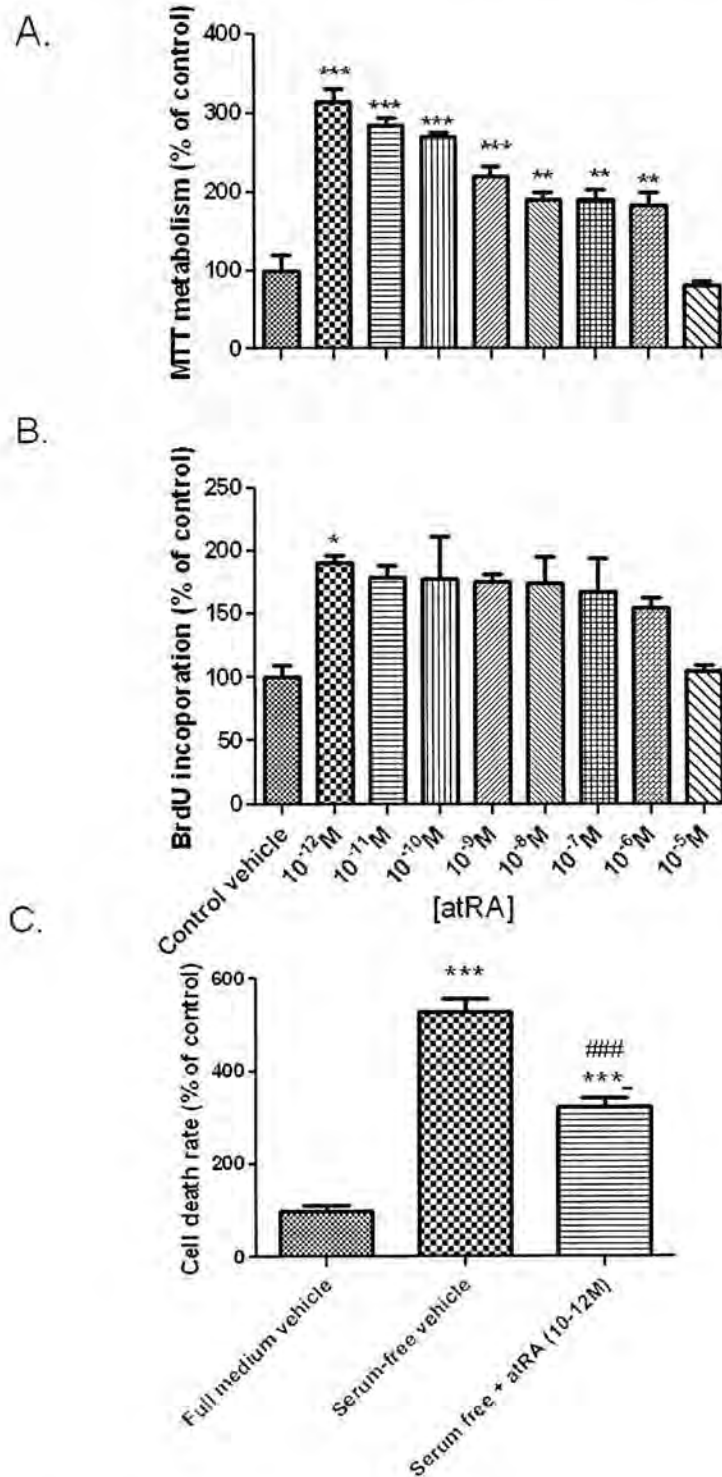 A.
MTT metabolism (% of control)
400
300
200
100
0
***
***
***
***
**
**
**
B.
BrdU incoporation (% of control)
250
200
150
100
50
0
*
Control vehicle
10⁻¹²M
10⁻¹¹M
10⁻¹⁰M
10⁻⁹M
10⁻⁸M
10⁻⁷M
10⁻⁶M
10⁻⁵M
[atRA]
C.
Cell death rate (% of control)
600
400
200
0
***
###
***
Full medium vehicle
Serum-free vehicle
Serum free + atRA (10-12M)